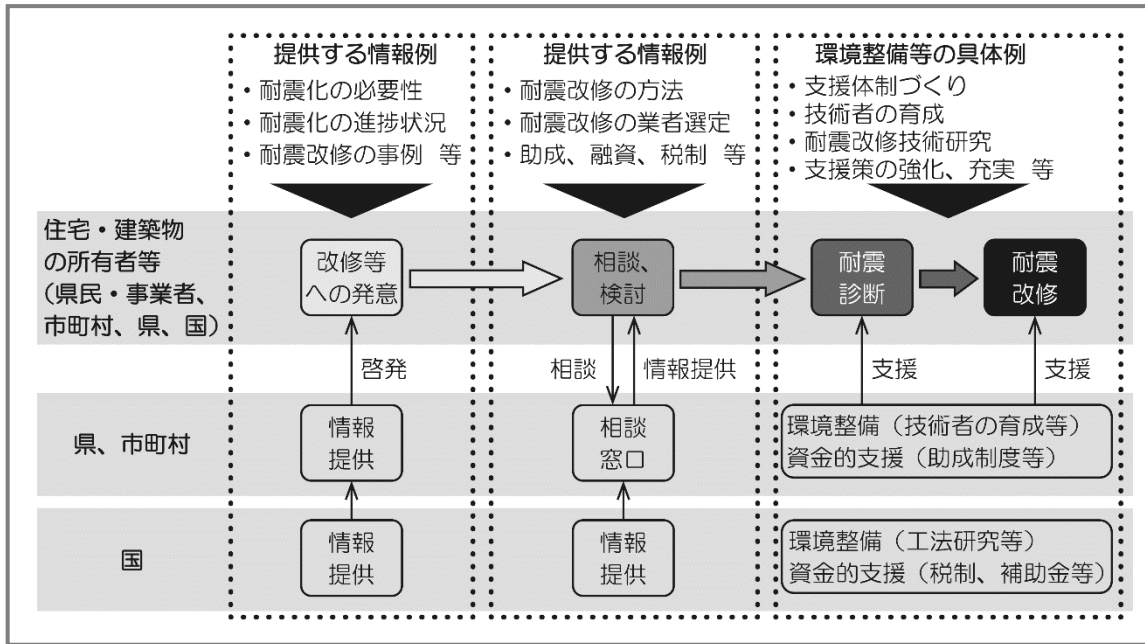 提供する情報例
・耐震化の必要性
・耐震化の進捗状況
・耐震改修の事例 等
提供する情報例
・耐震改修の方法
・耐震改修の業者選定
・助成、融資、税制 等
環境整備等の具体例
・支援体制づくり
・技術者の育成
・耐震改修技術研究
・支援策の強化、充実 等
住宅・建築物
の所有者等
（県民・事業者、
市町村、県、国）
改修等
への発意
相談、
検討
耐震
診断
耐震
改修
啓発
相談
情報提供
支援
支援
県、市町村
情報
提供
相談
窓口
環境整備（技術者の育成等）
資金的支援（助成制度等）
国
情報
提供
情報
提供
環境整備（工法研究等）
資金的支援（税制、補助金等）